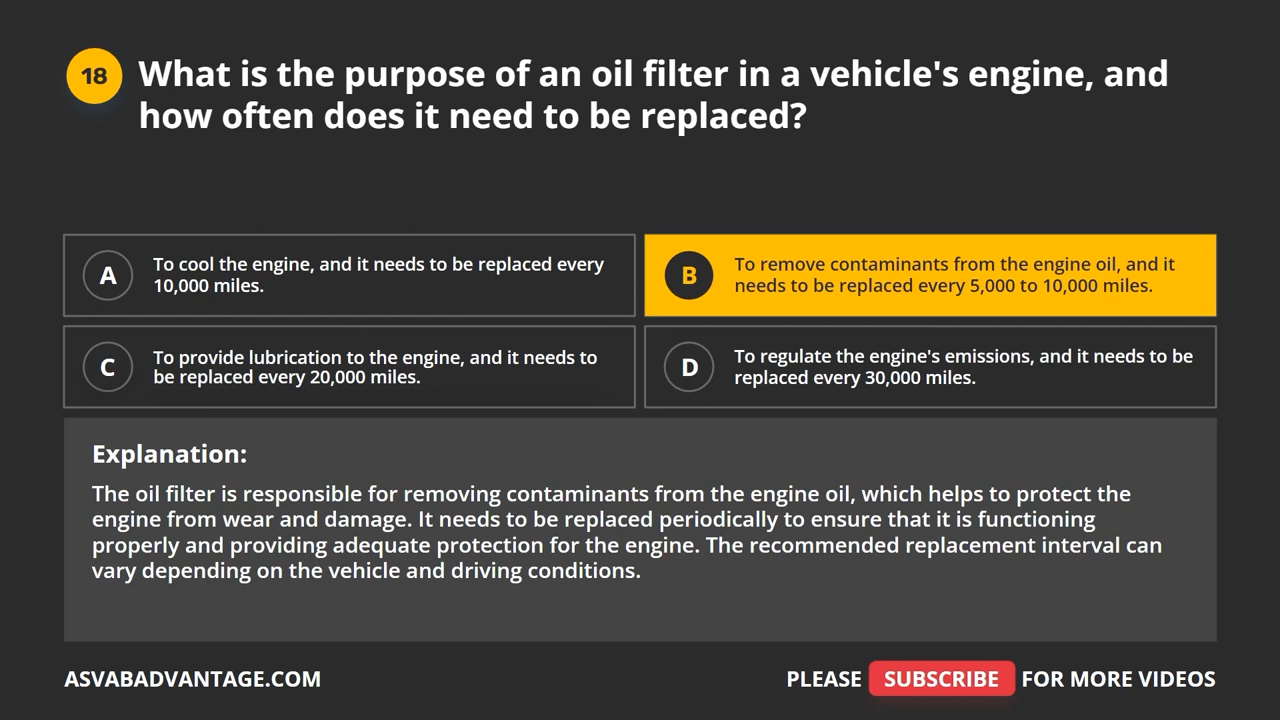 18
What is the purpose of an oil filter in a vehicle's engine, and
how often does it need to be replaced?
A
To cool the engine, and it needs to be replaced every
10,000 miles.
B
To remove contaminants from the engine oil, and it
needs to be replaced every 5,000 to 10,000 miles.
C
To provide lubrication to the engine, and it needs to
be replaced every 20,000 miles.
D
To regulate the engine's emissions, and it needs to be
replaced every 30,000 miles.
Explanation:
The oil filter is responsible for removing contaminants from the engine oil, which helps to protect the
engine from wear and damage. It needs to be replaced periodically to ensure that it is functioning
properly and providing adequate protection for the engine. The recommended replacement interval can
vary depending on the vehicle and driving conditions.
ASVABADVANTAGE.COM
PLEASE SUBSCRIBE FOR MORE VIDEOS